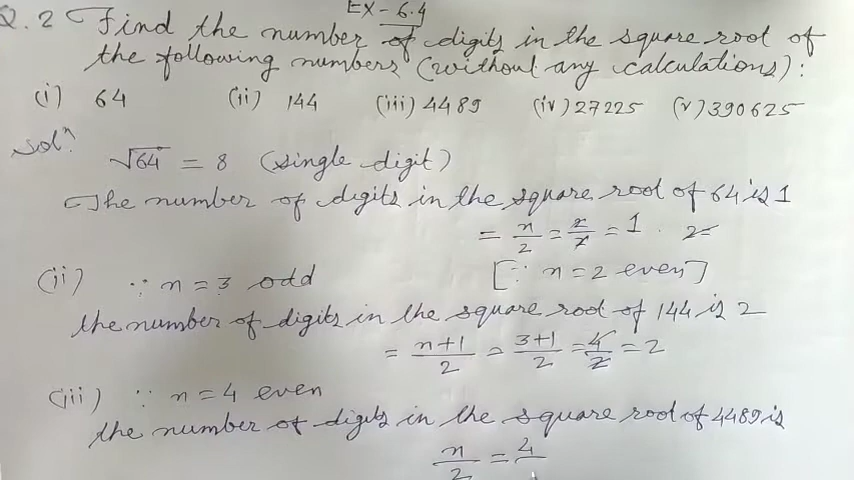 Ex-6.4
Q.2 Find the number of digits in the square root of
the following numbers (without any calculations):
(i) 64 (ii) 144 (iii) 4489 (iv) 27225 (v) 390625
Solⁿ
√64 = 8 (single digit)
The number of digits in the square root of 64 is 1
= n/2 = 2/2 = 1.
[∵ n = 2 even]
(ii) ∵ n = 3 odd
the number of digits in the square root of 144 is 2
= n+1/2 = 3+1/2 = 4/2 = 2
(iii) ∵ n = 4 even
the number of digits in the square root of 4489 is
n/2 = 4